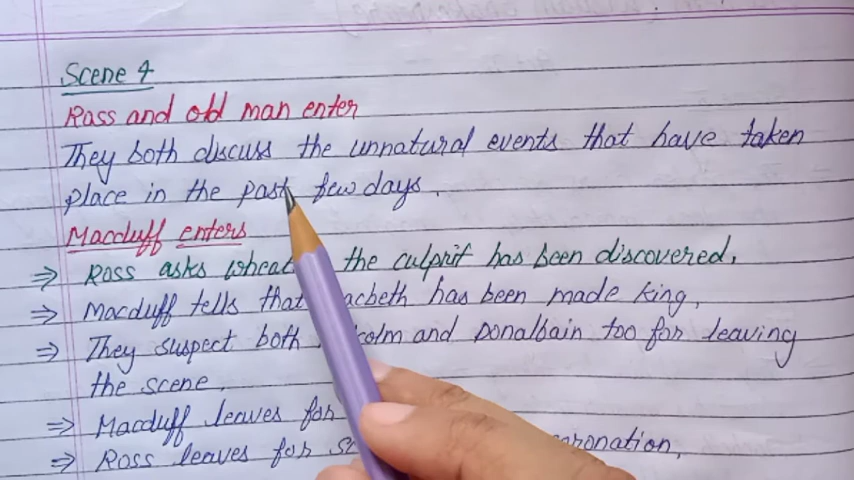 Scene 4
Ross and old man enter
They both discuss the unnatural events that have taken
place in the past few days.
Macduff enters
⇒ Ross asks the culprit has been discovered.
⇒ Macduff tells that has been made king.
⇒ They suspect both and Donalbain too for leaving
the scene.
⇒ Macduff leaves for
⇒ Ross leaves for